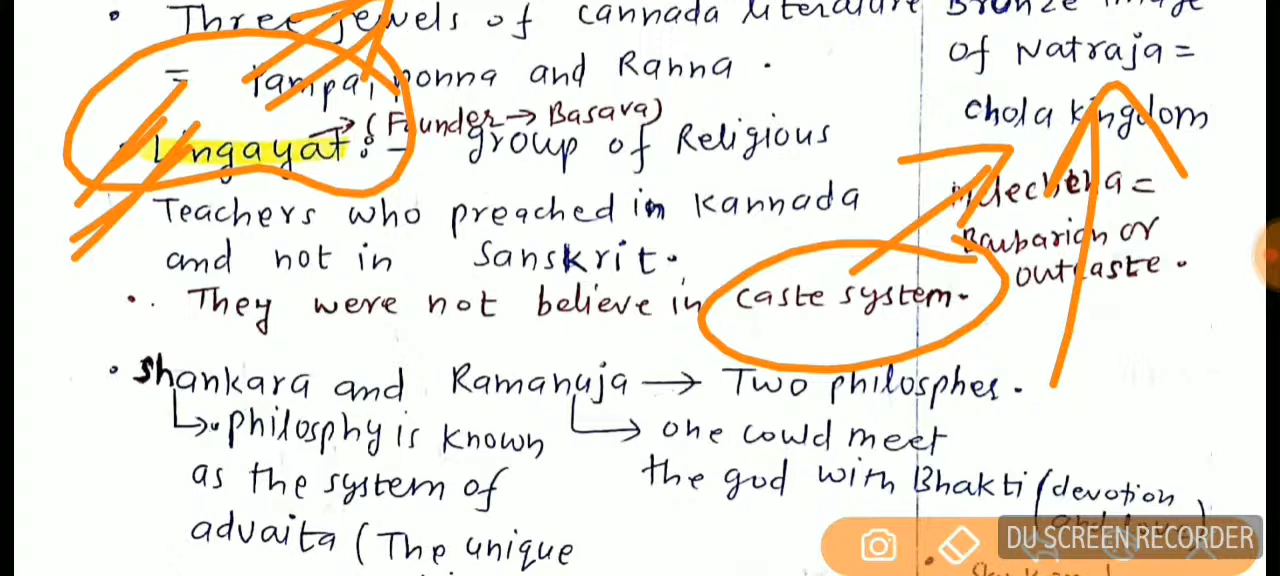 • Three jewels of cannada literature
= Pampa, ponna and Ranna .
(Founder → Basava)
Lingayat :- group of Religious
Teachers who preached in Kannada
and not in Sanskrit.
•. They were not believe in caste system.
• Shankara and Ramanuja → Two philosphes.
↳• philosphy is known
as the system of
advaita (The unique
↳ one could meet
the god with Bhakti (devotion
Bronze image
of Natraja =
chola kingdom
mlechchha =
Barbarian or
outcaste .
DU SCREEN RECORDER